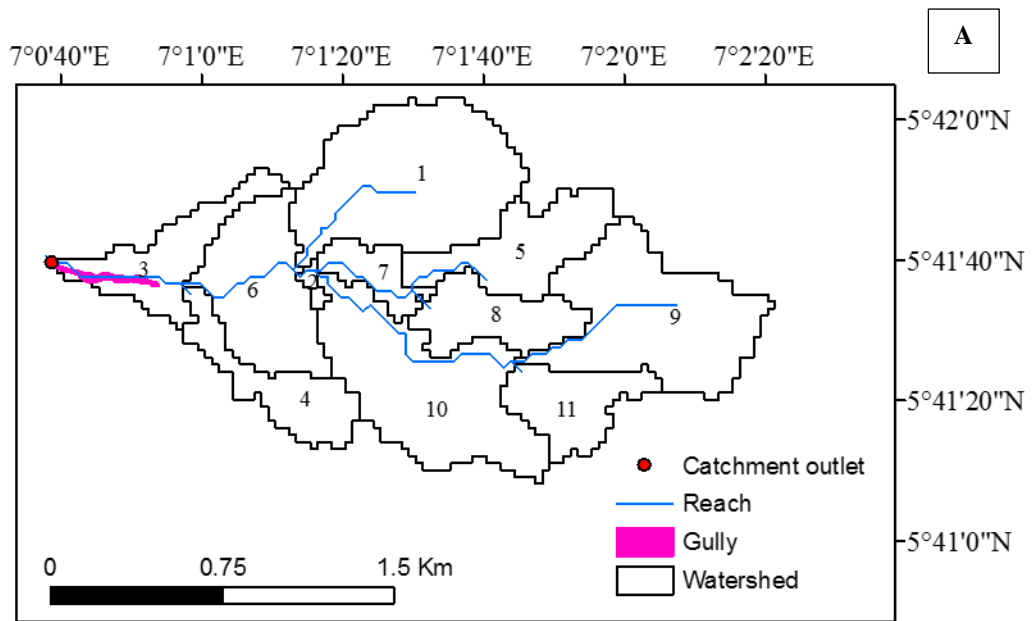 A
7°0'40"E 7°1'0"E 7°1'20"E 7°1'40"E 7°2'0"E 7°2'20"E
5°42'0"N
1
5
5°41'40"N
3
7
2
6
8
9
4
10
11
5°41'20"N
Catchment outlet
Reach
Gully
5°41'0"N
Watershed
0 0.75 1.5 Km